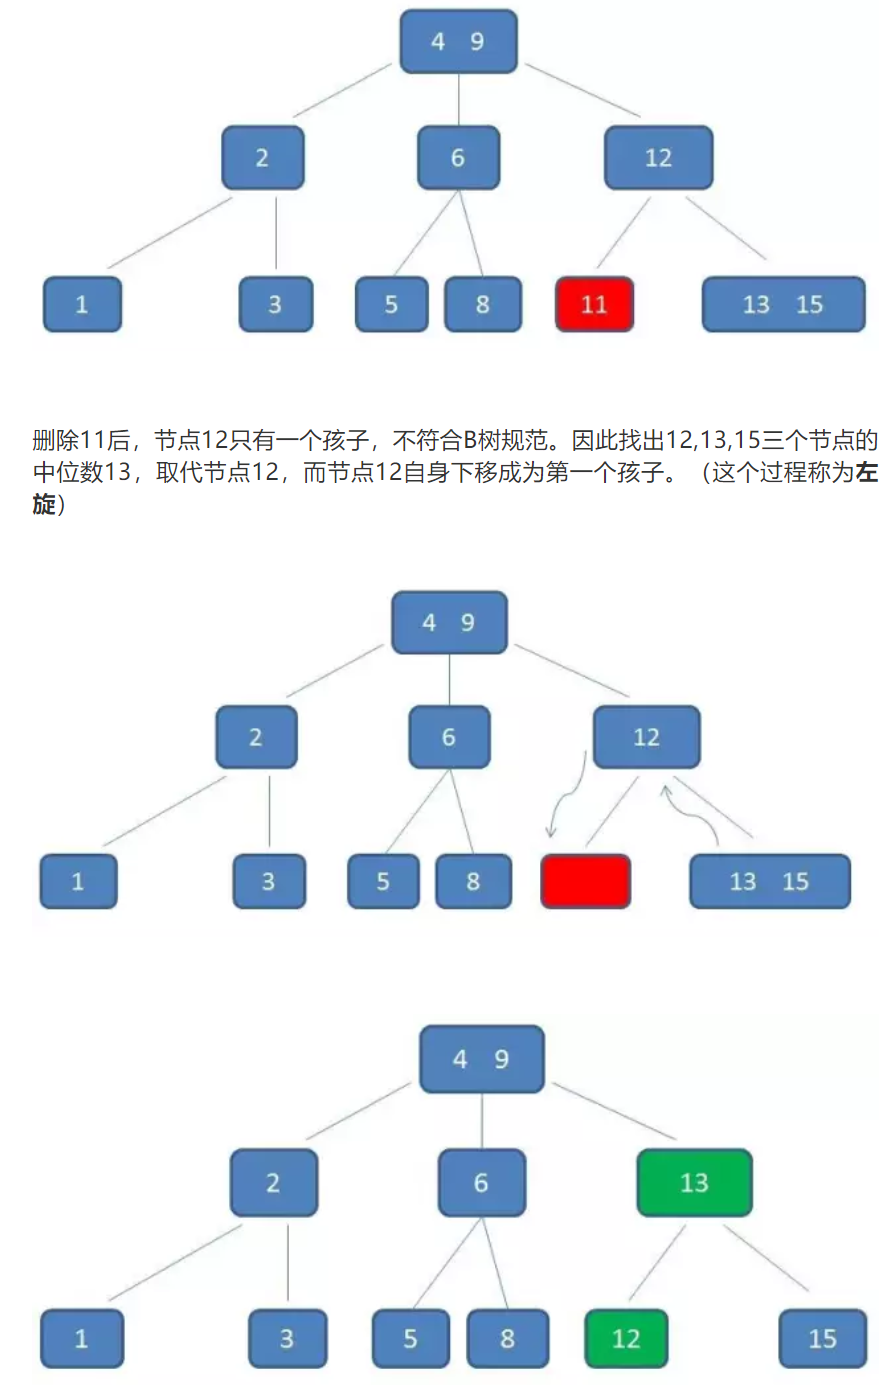 4 9
2 6 12
1 3 5 8 11 13 15
删除11后，节点12只有一个孩子，不符合B树规范。因此找出12,13,15三个节点的
中位数13，取代节点12，而节点12自身下移成为第一个孩子。（这个过程称为左
旋）
4 9
2 6 12
1 3 5 8 13 15
4 9
2 6 13
1 3 5 8 12 15